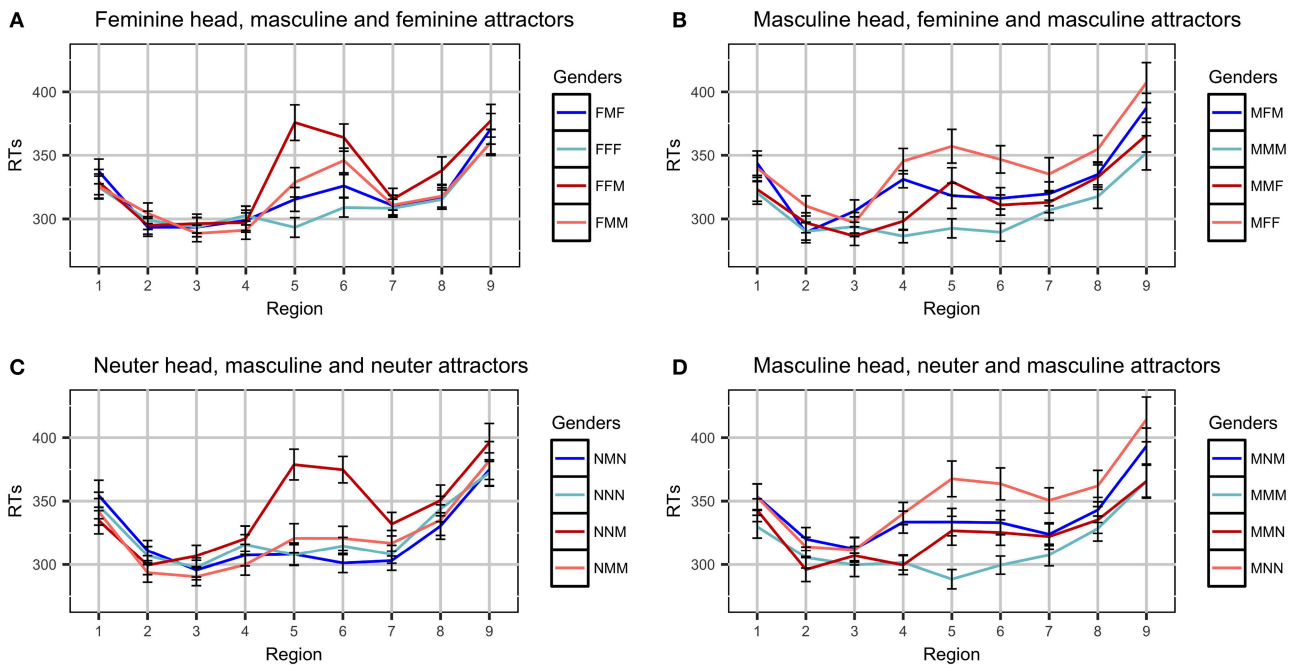 A
Feminine head, masculine and feminine attractors
400
350
300
RTs
1 2 3 4 5 6 7 8 9
Region
Genders
FMF
FFF
FFM
FMM
B
Masculine head, feminine and masculine attractors
400
350
300
RTs
1 2 3 4 5 6 7 8 9
Region
Genders
MFM
MMM
MMF
MFF
C
Neuter head, masculine and neuter attractors
400
350
300
RTs
1 2 3 4 5 6 7 8 9
Region
Genders
NMN
NNN
NNM
NMM
D
Masculine head, neuter and masculine attractors
400
350
300
RTs
1 2 3 4 5 6 7 8 9
Region
Genders
MNM
MMM
MMN
MNN